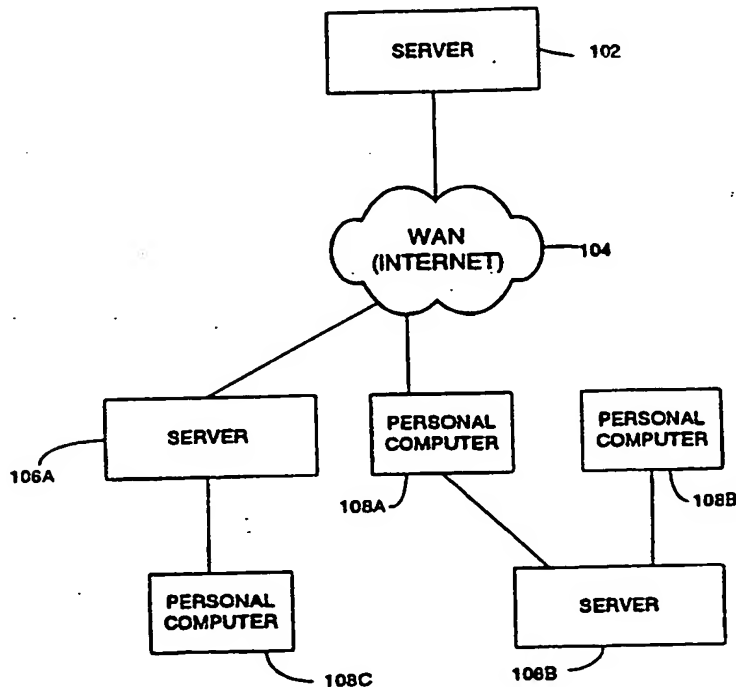 SERVER
102
WAN
(INTERNET)
104
SERVER
106A
PERSONAL
COMPUTER
108A
PERSONAL
COMPUTER
108B
PERSONAL
COMPUTER
108C
SERVER
106B